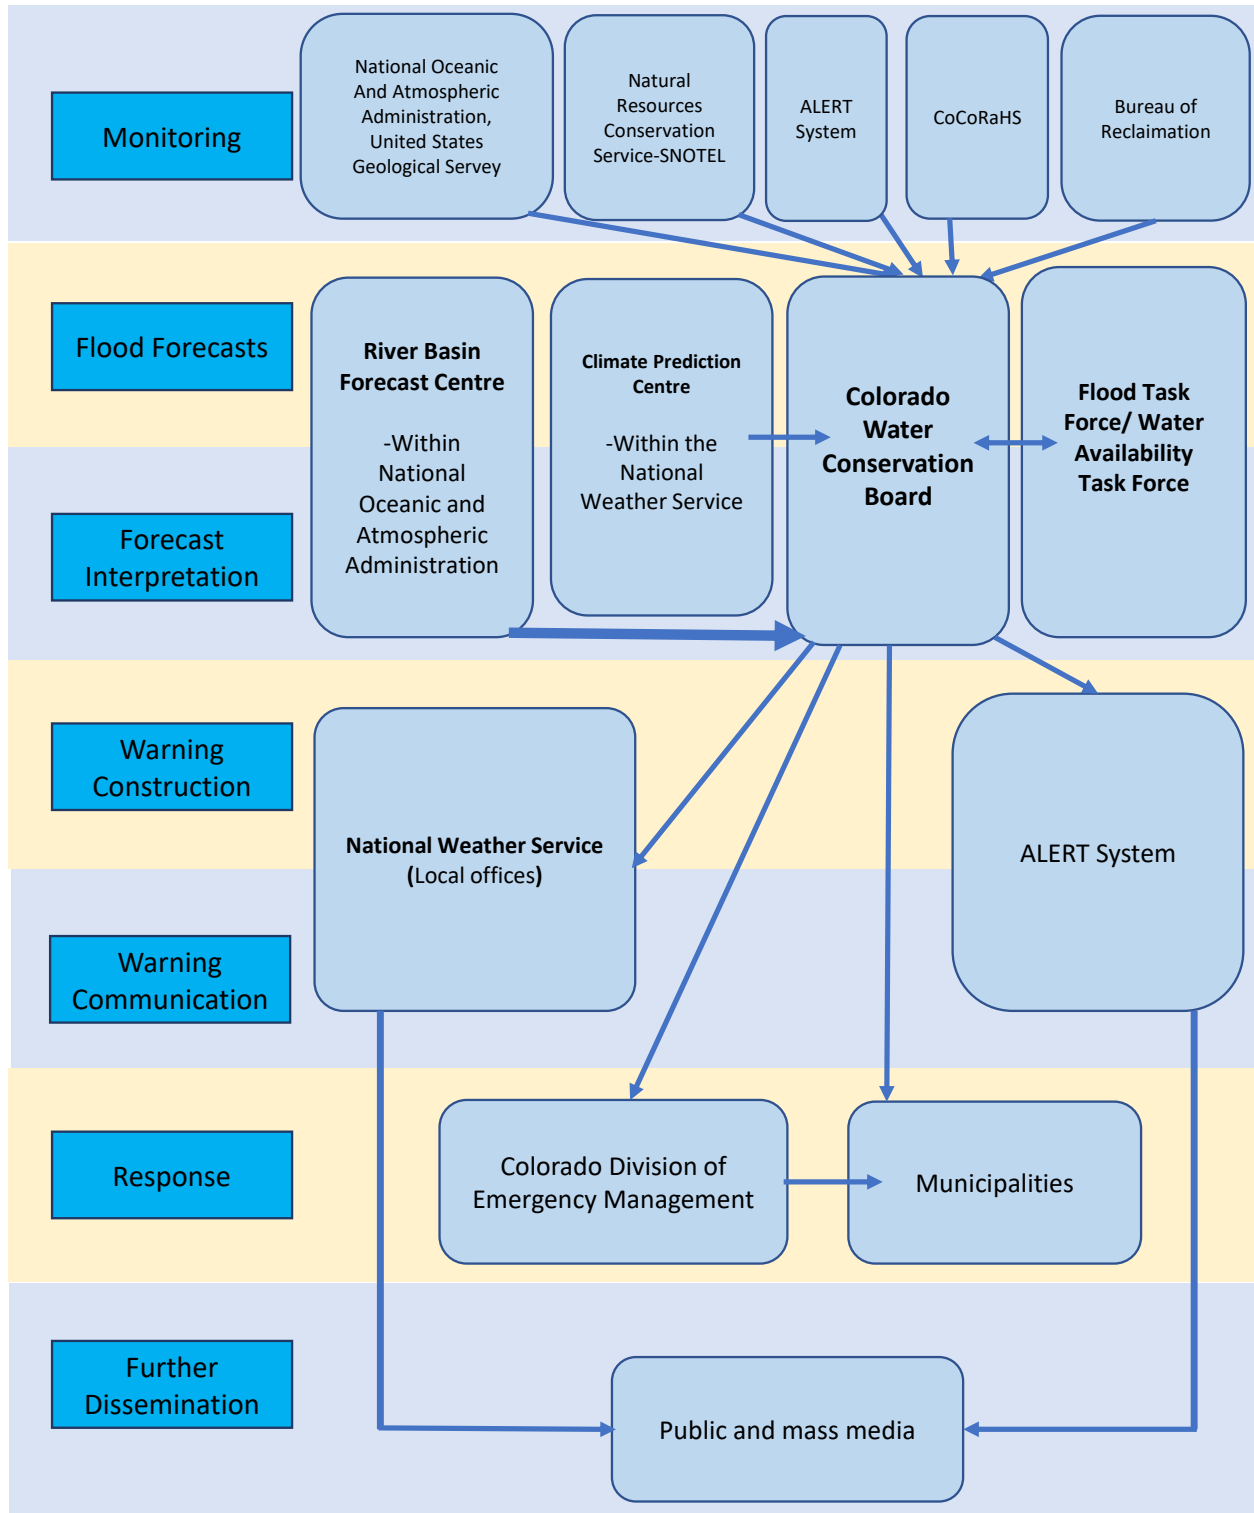 Monitoring
National Oceanic
And Atmospheric
Administration,
United States
Geological Servey
Natural
Resources
Conservation
Service-SNOTEL
ALERT
System
CoCoRaHS
Bureau of
Reclaimation
Flood Forecasts
Forecast
Interpretation
River Basin
Forecast Centre
-Within
National
Oceanic and
Atmospheric
Administration
Climate Prediction
Centre
-Within the
National
Weather Service
Colorado
Water
Conservation
Board
Flood Task
Force/ Water
Availability
Task Force
Warning
Construction
Warning
Communication
National Weather Service
(Local offices)
ALERT System
Response
Colorado Division of
Emergency Management
Municipalities
Further
Dissemination
Public and mass media